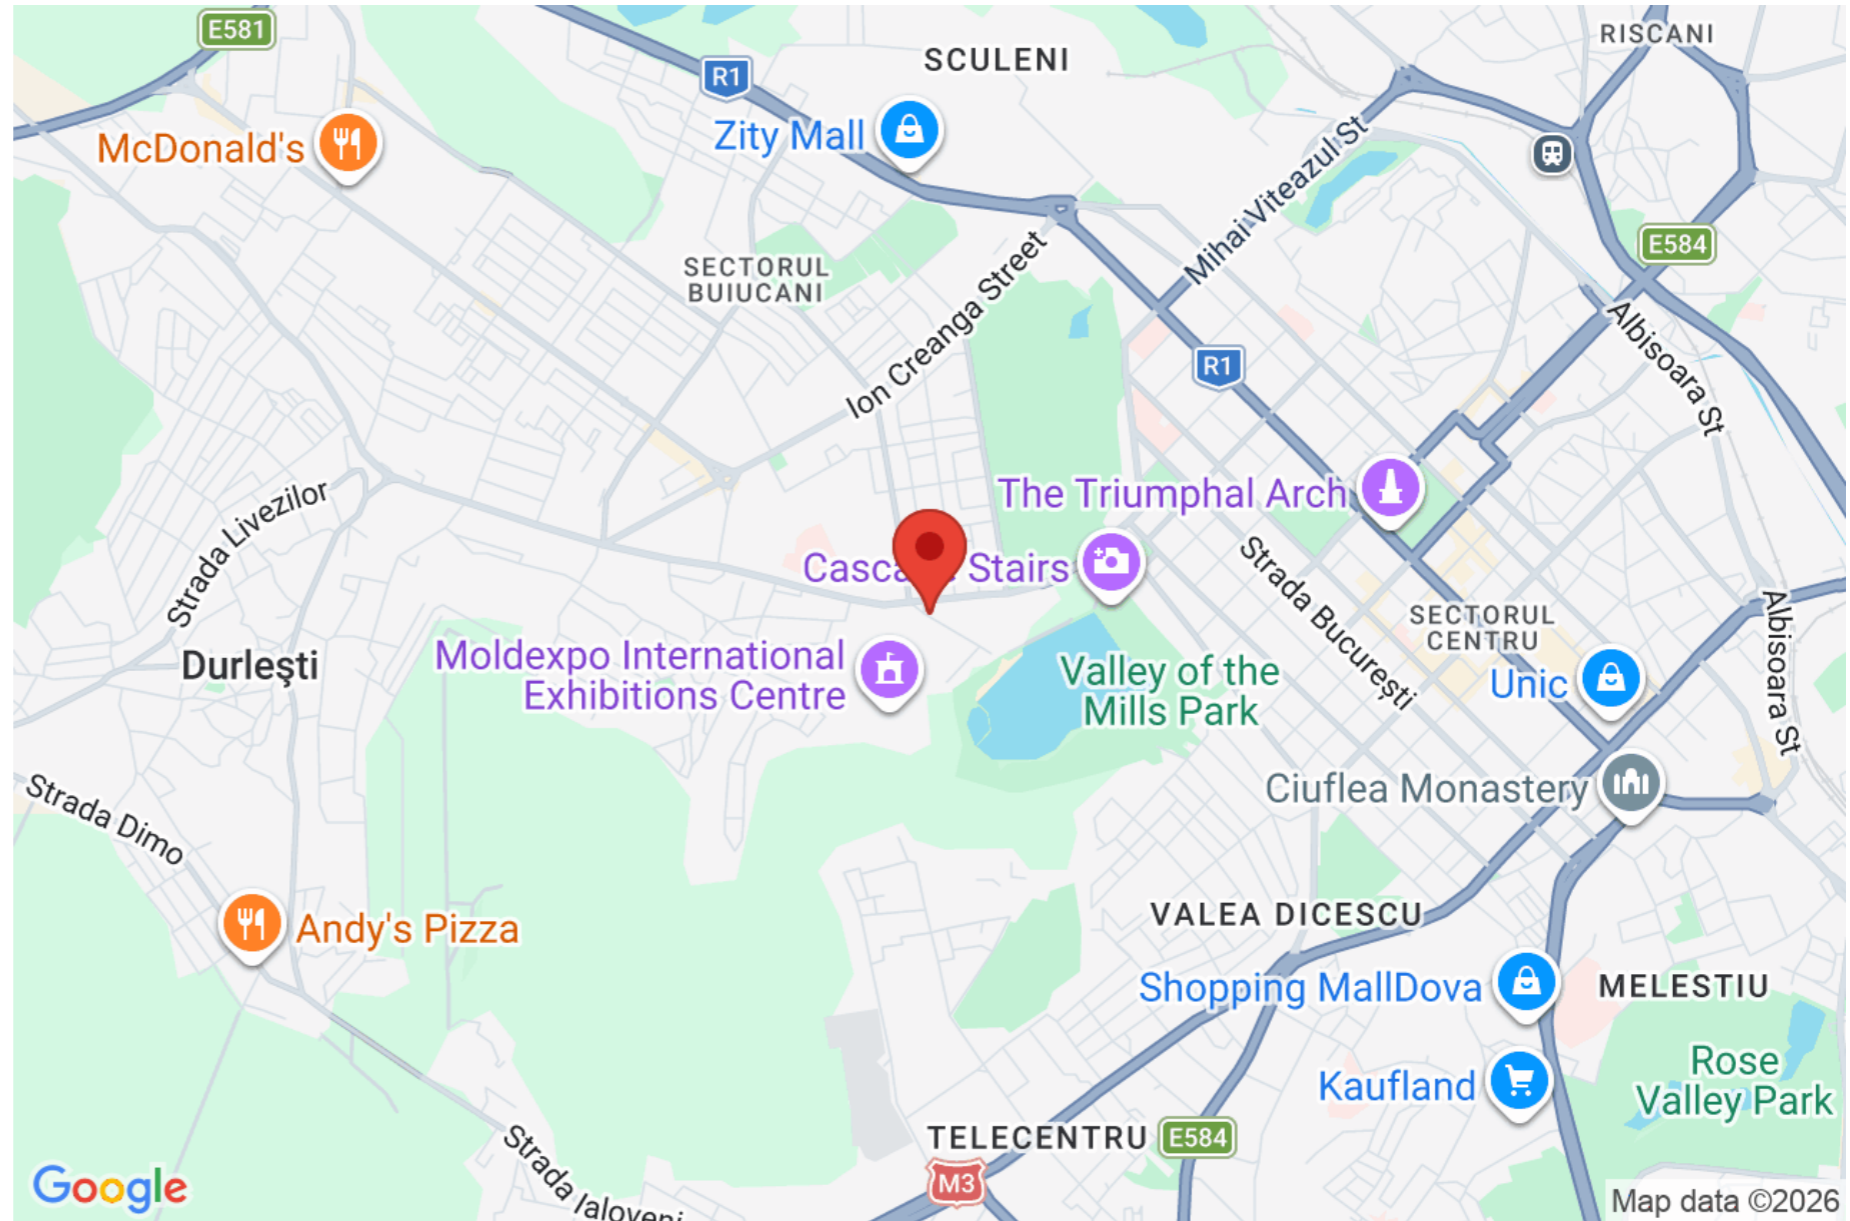 E581
RISCANI
SCULENI
R1
Zity Mall
McDonald's
Mihai Viteazul St
E584
SECTORUL
BUIUCANI
Ion Creanga Street
Albisoara St
R1
The Triumphal Arch
Strada Livezilor
Cascade Stairs
Strada București
SECTORUL
CENTRU
Albisoara St
Durleşti
Moldexpo International
Exhibitions Centre
Valley of the
Mills Park
Unic
Ciuflea Monastery
Strada Dimo
VALEA DICESCU
Andy's Pizza
Shopping MallDova
MELESTIU
Rose
Valley Park
Kaufland
TELECENTRU
E584
M3
Strada Ialoveni
Google
Map data ©2026